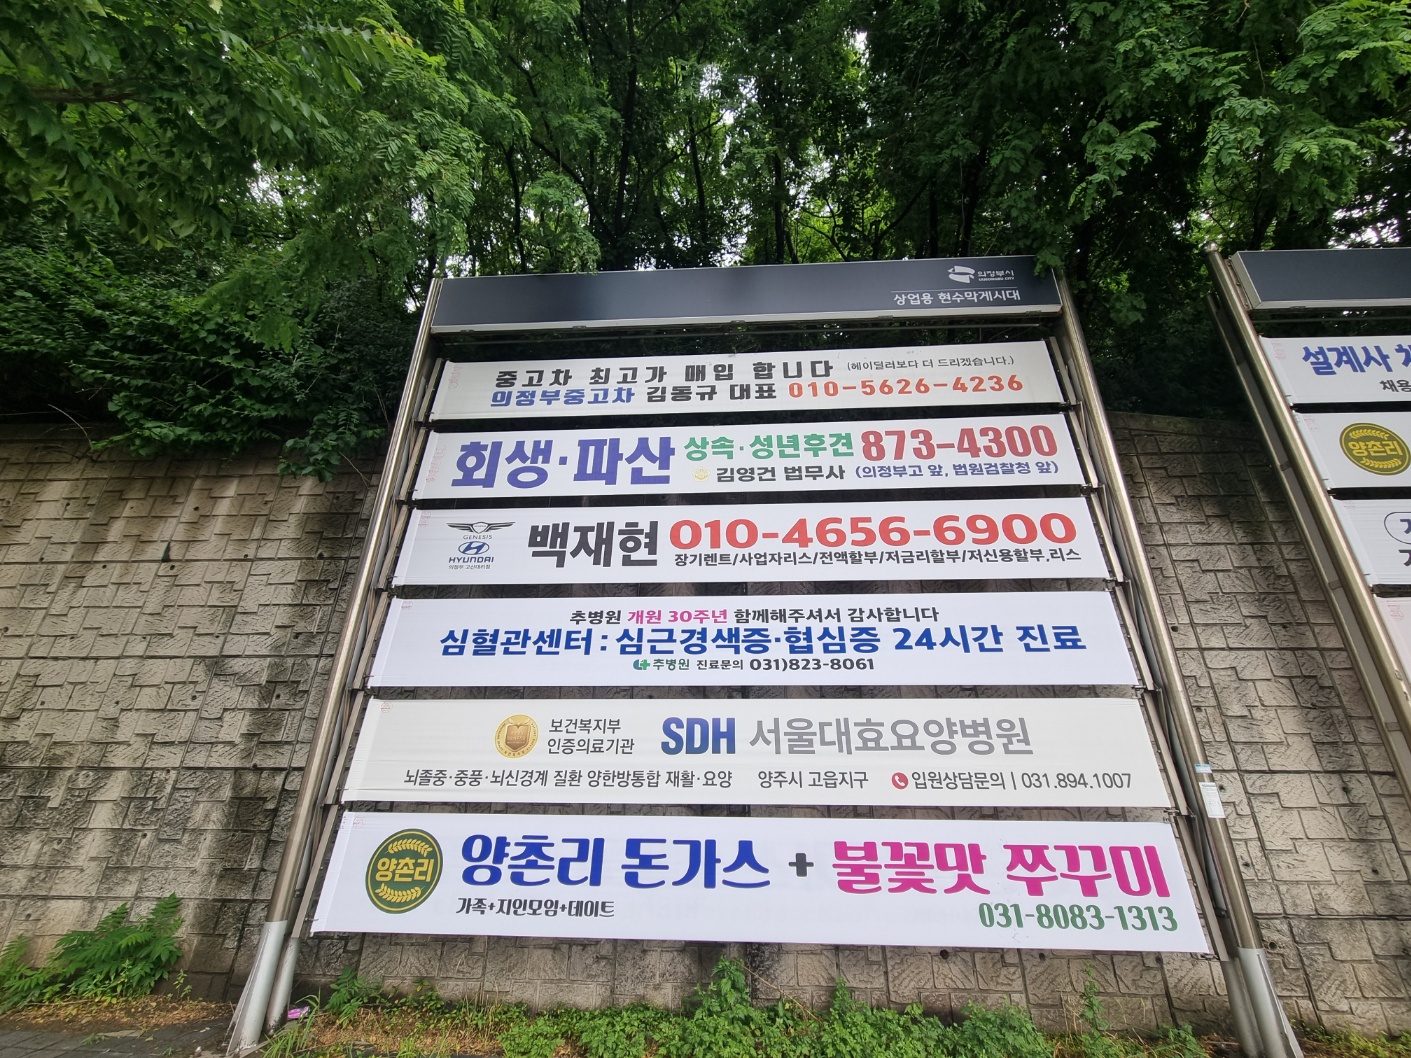 의정부시
상업용 현수막게시대
중고차 최고가 매입 합니다 (헤이딜러보다 더 드리겠습니다.)
의정부중고차 김동규 대표 010-5626-4236
회생·파산 상속·성년후견 873-4300
김영건 법무사 (의정부고 앞, 법원검찰청 앞)
GENESIS
HYUNDAI
백재현 010-4656-6900
장기렌트/사업자리스/전액할부/저금리할부/저신용할부.리스
추병원 개원 30주년 함께해주셔서 감사합니다
심혈관센터 : 심근경색증·협심증 24시간 진료
추병원 진료문의 031)823-8061
보건복지부
인증의료기관
SDH 서울대효요양병원
뇌졸중·중풍·뇌신경계 질환 양한방통합 재활·요양 양주시 고읍지구 입원상담문의 | 031.894.1007
양촌리
양촌리 돈가스 + 불꽃맛 쭈꾸미
가족+지인모임+데이트
031-8083-1313
설계사
채용
양촌리